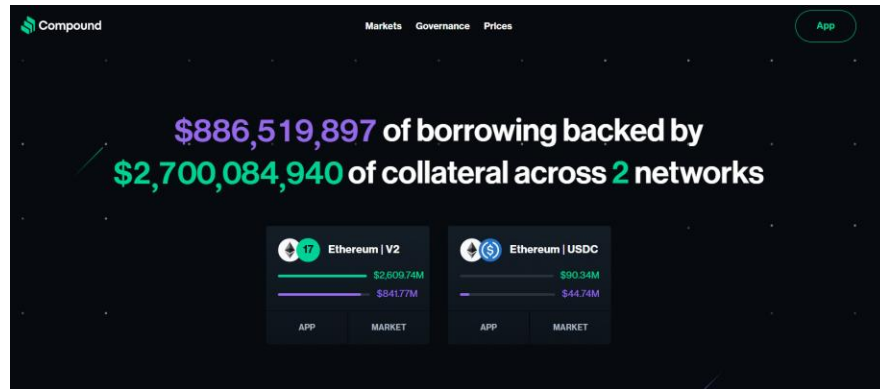 Compound
Markets Governance Prices
App
$886,519,897 of borrowing backed by
$2,700,084,940 of collateral across 2 networks
17 Ethereum | V2
$2,609.74M
$841.77M
APP MARKET
Ethereum | USDC
$90.34M
$44.74M
APP MARKET